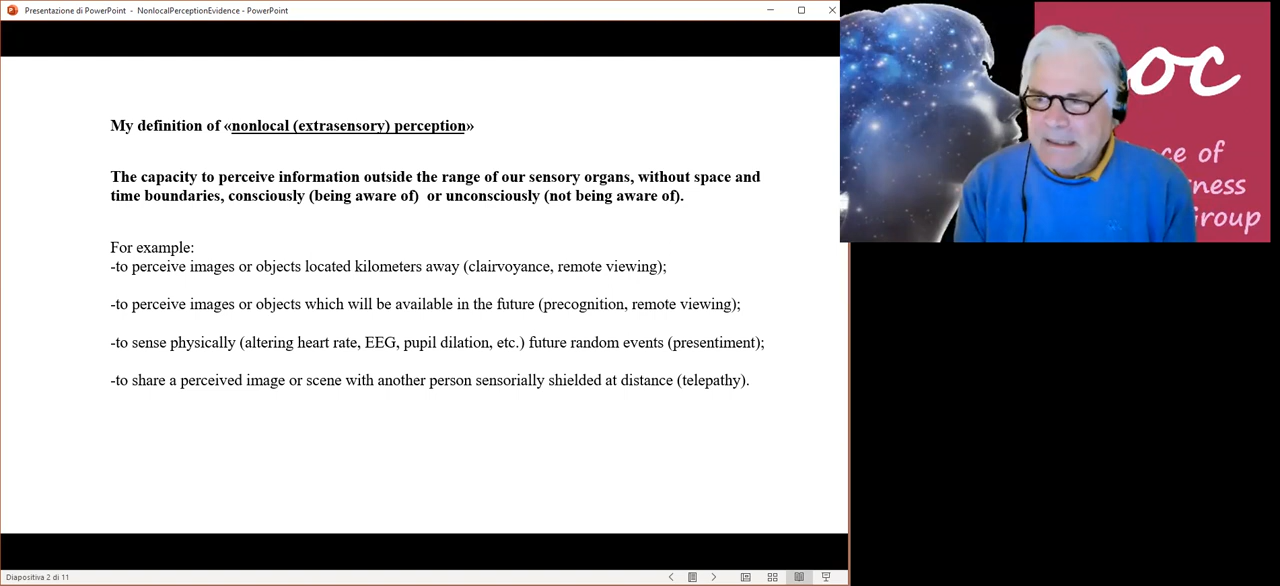 Presentazione di PowerPoint - NonlocalPerceptionEvidence - PowerPoint
My definition of «nonlocal (extrasensory) perception»
The capacity to perceive information outside the range of our sensory organs, without space and
time boundaries, consciously (being aware of) or unconsciously (not being aware of).
For example:
-to perceive images or objects located kilometers away (clairvoyance, remote viewing);
-to perceive images or objects which will be available in the future (precognition, remote viewing);
-to sense physically (altering heart rate, EEG, pupil dilation, etc.) future random events (presentiment);
-to share a perceived image or scene with another person sensorially shielded at distance (telepathy).
Diapositiva 2 di 11
of
Group